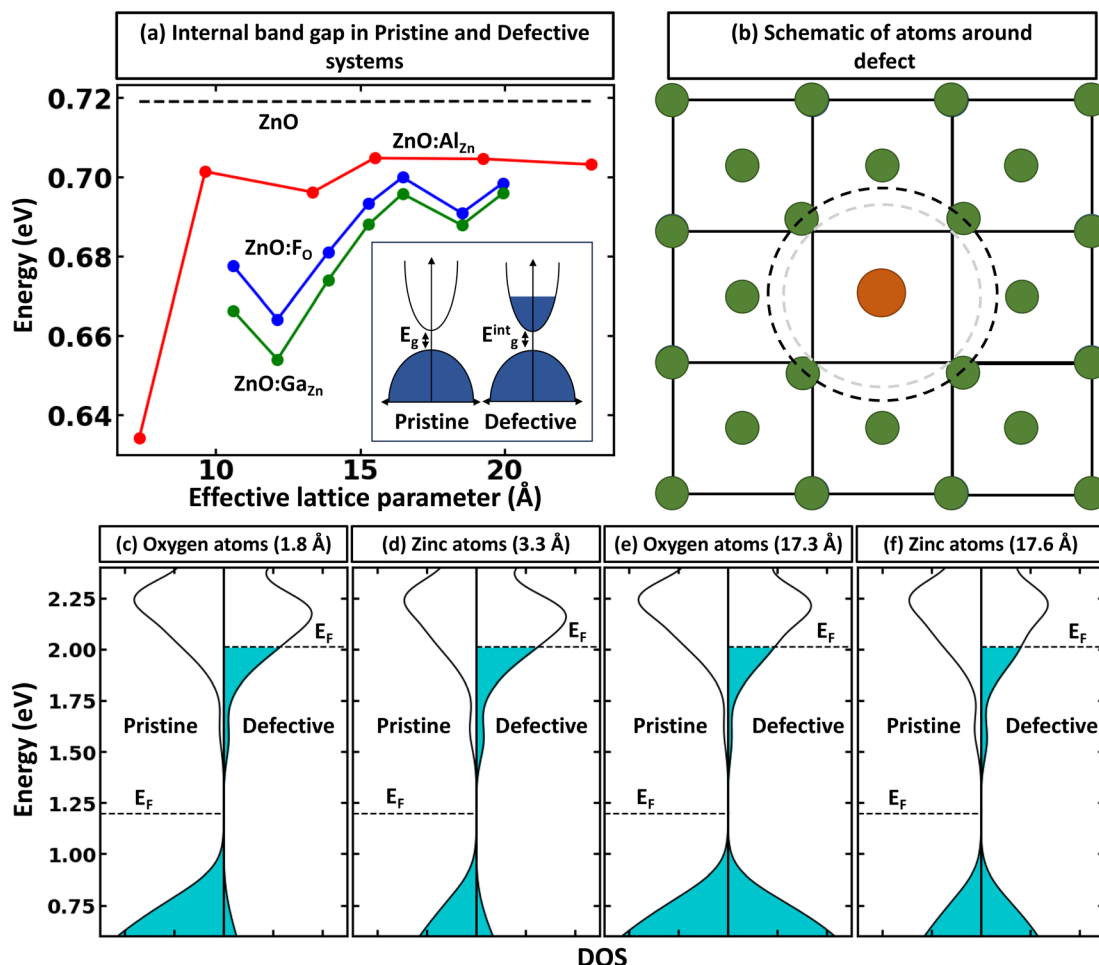 (a) Internal band gap in Pristine and Defective
systems
(b) Schematic of atoms around
defect
0.72
0.70
0.68
0.66
0.64
Energy (eV)
ZnO
ZnO:Al_Zn
ZnO:F_O
ZnO:Ga_Zn
E_g
E^int_g
Pristine
Defective
10
15
20
Effective lattice parameter (Å)
(c) Oxygen atoms (1.8 Å)
(d) Zinc atoms (3.3 Å)
(e) Oxygen atoms (17.3 Å)
(f) Zinc atoms (17.6 Å)
Energy (eV)
2.25
2.00
1.75
1.50
1.25
1.00
0.75
E_F
Pristine
Defective
E_F
E_F
Pristine
Defective
E_F
E_F
Pristine
Defective
E_F
E_F
Pristine
Defective
E_F
DOS